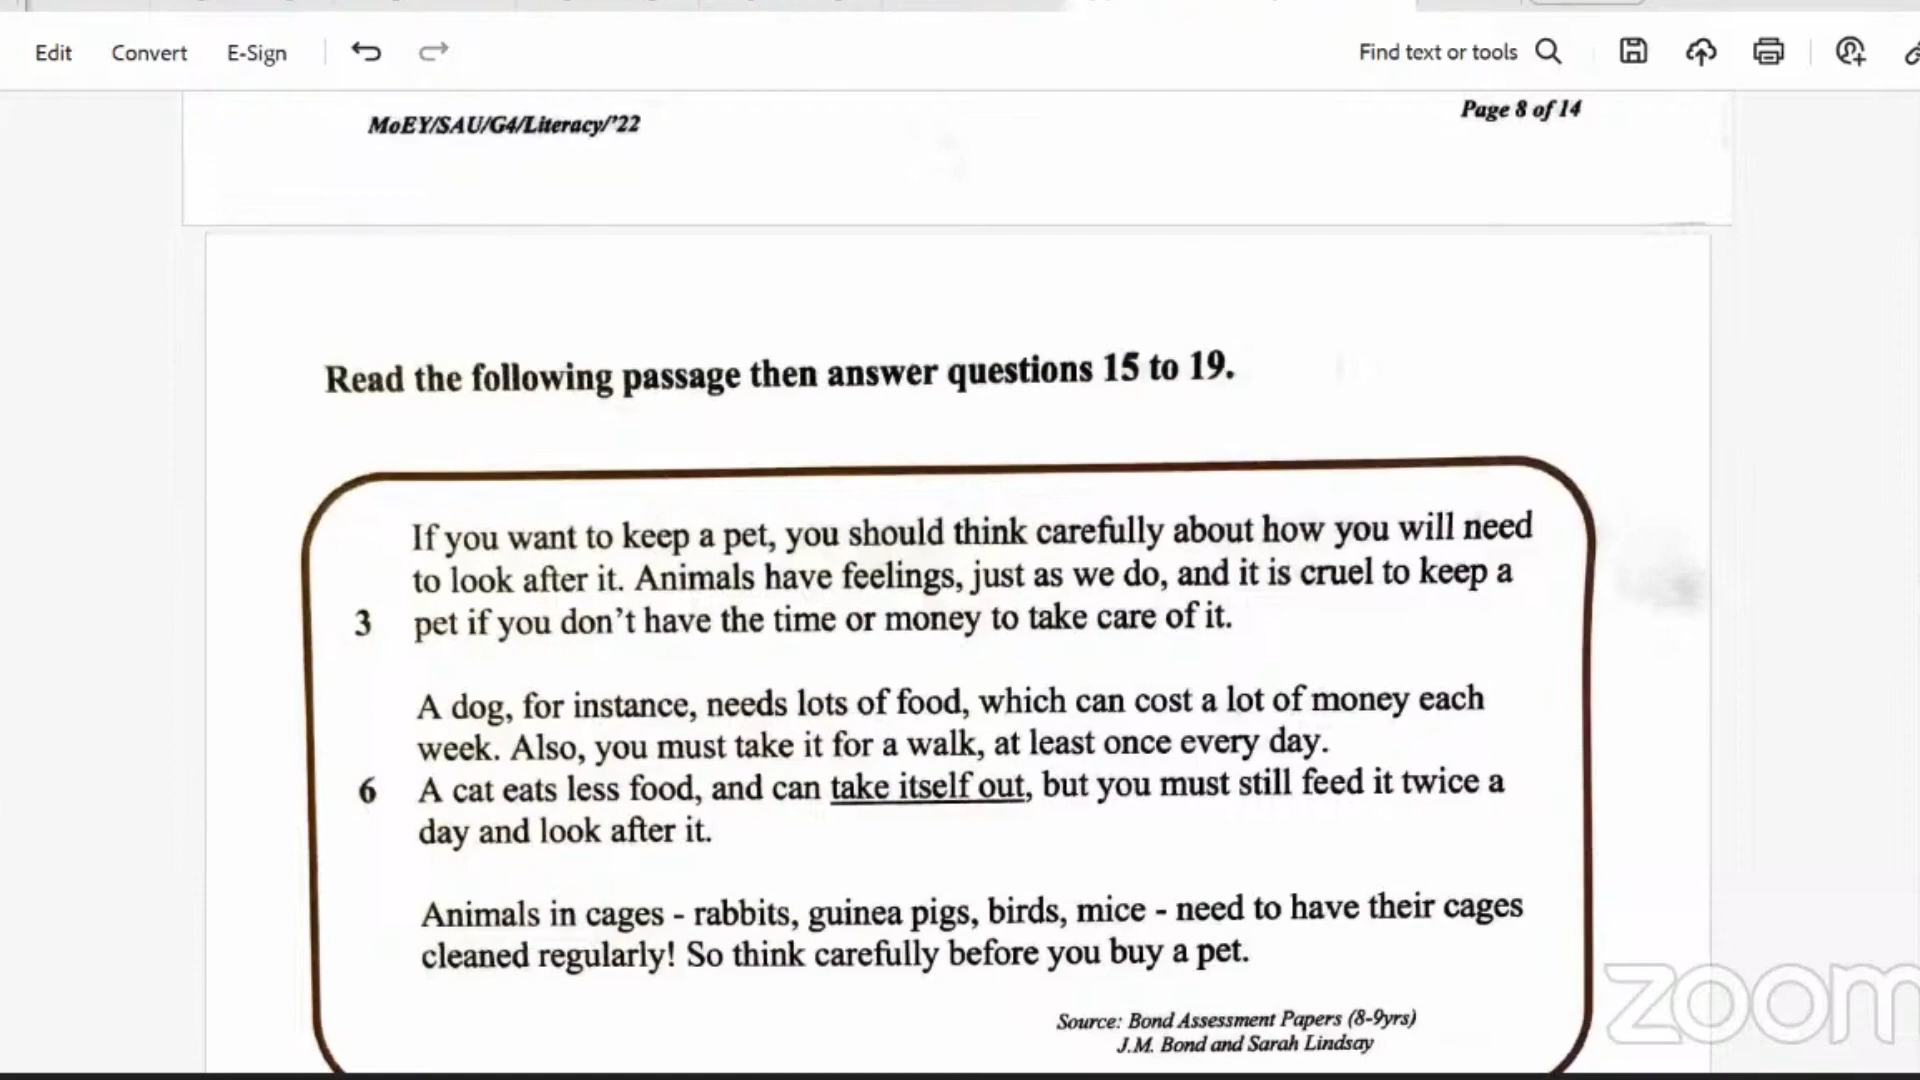 Edit Convert E-Sign Find text or tools
MoEY/SAU/G4/Literacy/'22 Page 8 of 14
Read the following passage then answer questions 15 to 19.
If you want to keep a pet, you should think carefully about how you will need
to look after it. Animals have feelings, just as we do, and it is cruel to keep a
3 pet if you don't have the time or money to take care of it.
A dog, for instance, needs lots of food, which can cost a lot of money each
week. Also, you must take it for a walk, at least once every day.
6 A cat eats less food, and can take itself out, but you must still feed it twice a
day and look after it.
Animals in cages - rabbits, guinea pigs, birds, mice - need to have their cages
cleaned regularly! So think carefully before you buy a pet.
Source: Bond Assessment Papers (8-9yrs)
J.M. Bond and Sarah Lindsay
zoom